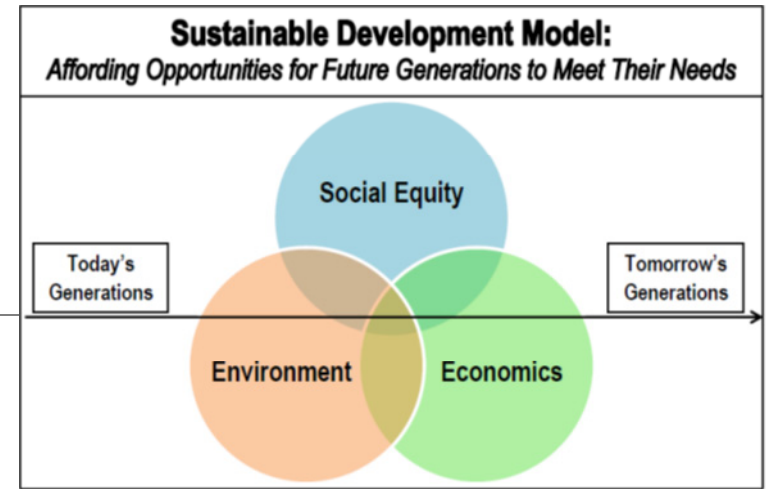 Sustainable Development Model:
Affording Opportunities for Future Generations to Meet Their Needs
Social Equity
Today's
Generations
Tomorrow's
Generations
Environment
Economics